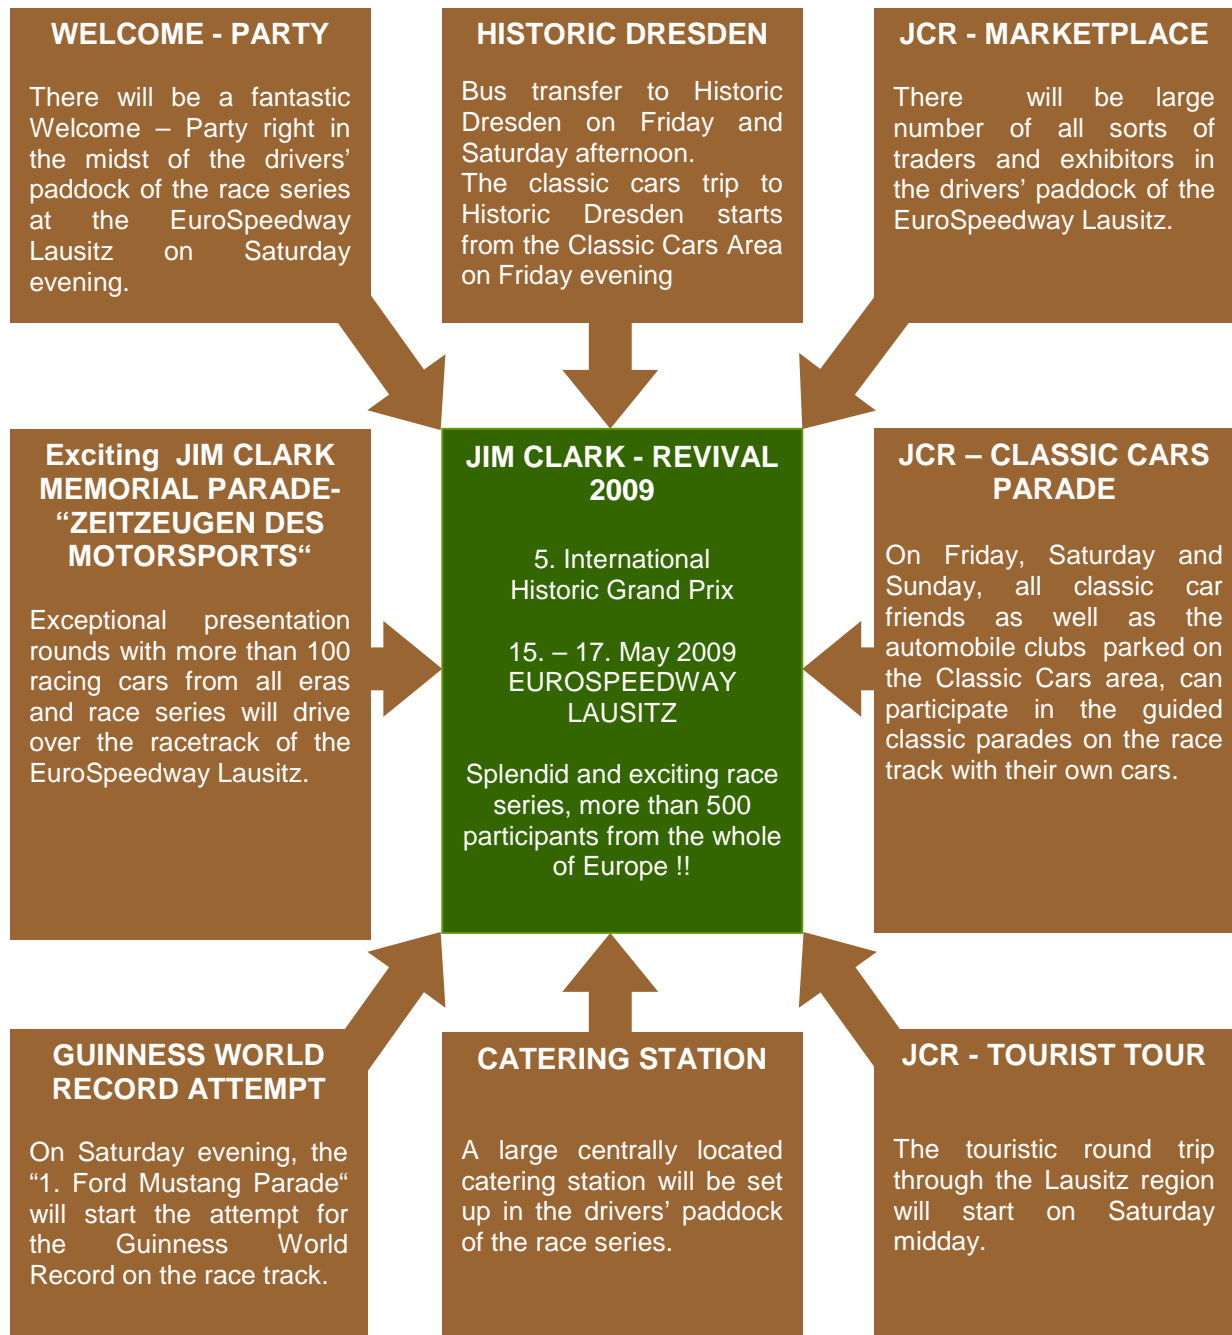 WELCOME - PARTY
There will be a fantastic
Welcome – Party right in
the midst of the drivers’
paddock of the race series
at the EuroSpeedway
Lausitz on Saturday
evening.
HISTORIC DRESDEN
Bus transfer to Historic
Dresden on Friday and
Saturday afternoon.
The classic cars trip to
Historic Dresden starts
from the Classic Cars Area
on Friday evening
JCR - MARKETPLACE
There will be large
number of all sorts of
traders and exhibitors in
the drivers’ paddock of the
EuroSpeedway Lausitz.
Exciting JIM CLARK
MEMORIAL PARADE-
“ZEITZEUGEN DES
MOTORSPORTS“
Exceptional presentation
rounds with more than 100
racing cars from all eras
and race series will drive
over the racetrack of the
EuroSpeedway Lausitz.
JIM CLARK - REVIVAL
2009
5. International
Historic Grand Prix
15. – 17. May 2009
EUROSPEEDWAY
LAUSITZ
Splendid and exciting race
series, more than 500
participants from the whole
of Europe !!
JCR – CLASSIC CARS
PARADE
On Friday, Saturday and
Sunday, all classic car
friends as well as the
automobile clubs parked on
the Classic Cars area, can
participate in the guided
classic parades on the race
track with their own cars.
GUINNESS WORLD
RECORD ATTEMPT
On Saturday evening, the
“1. Ford Mustang Parade“
will start the attempt for
the Guinness World
Record on the race track.
CATERING STATION
A large centrally located
catering station will be set
up in the drivers’ paddock
of the race series.
JCR - TOURIST TOUR
The touristic round trip
through the Lausitz region
will start on Saturday
midday.